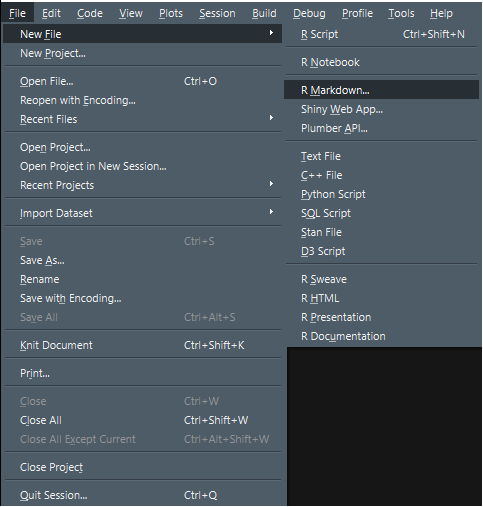 File Edit Code View Plots Session Build Debug Profile Tools Help
New File
New Project...
Open File... Ctrl+O
Reopen with Encoding...
Recent Files
Open Project...
Open Project in New Session...
Recent Projects
Import Dataset
Save Ctrl+S
Save As...
Rename
Save with Encoding...
Save All Ctrl+Alt+S
Knit Document Ctrl+Shift+K
Print...
Close Ctrl+W
Close All Ctrl+Shift+W
Close All Except Current Ctrl+Alt+Shift+W
Close Project
Quit Session... Ctrl+Q
R Script Ctrl+Shift+N
R Notebook
R Markdown...
Shiny Web App...
Plumber API...
Text File
C++ File
Python Script
SQL Script
Stan File
D3 Script
R Sweave
R HTML
R Presentation
R Documentation